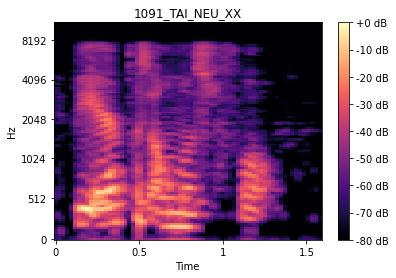 1091_TAI_NEU_XX
+0 dB
8192
-10 dB
4096
-20 dB
-30 dB
2048
Hz
-40 dB
1024
-50 dB
512
-60 dB
-70 dB
0
-80 dB
0
0.5
1
1.5
Time